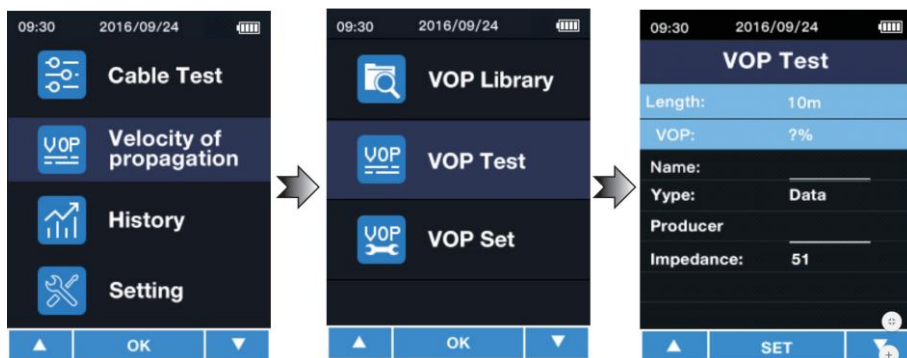 09:30 2016/09/24
Cable Test
VOP
Velocity of
propagation
History
Setting
▲ OK ▼
09:30 2016/09/24
VOP Library
VOP
VOP Test
VOP
VOP Set
▲ OK ▼
09:30 2016/09/24
VOP Test
Length: 10m
VOP: ?%
Name:
Yype: Data
Producer
Impedance: 51
▲ SET ▼